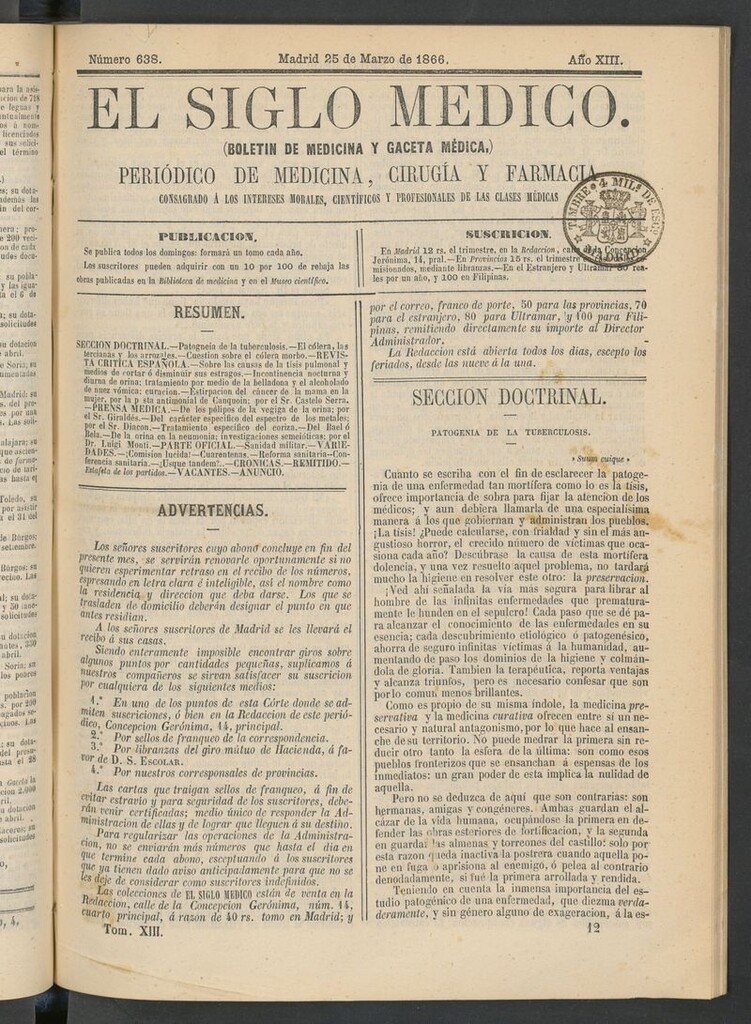 Número 638.
Madrid 25 de Marzo de 1866.
Año XIII.
EL SIGLO MEDICO.
(BOLETIN DE MEDICINA Y GACETA MÉDICA,)
PERIÓDICO DE MEDICINA, CIRUGÍA Y FARMACIA
CONSAGRADO Á LOS INTERESES MORALES, CIENTÍFICOS Y PROFESIONALES DE LAS CLASES MÉDICAS
TIMBRE 4 MIL.s DE
PUBLICACION.
Se publica todos los domingos: formará un tomo cada año.
Los suscritores pueden adquirir con un 10 por 100 de rebaja las
obras publicadas en la Biblioteca de medicina y en el Museo científico.
SUSCRICION.
En Madrid 12 rs. el trimestre, en la Redaccion, calle de la Concepcion
Jerónima, 14, pral.—En Provincias 15 rs. el trimestre
misionados, mediante libranzas.—En el Estranjero y Ultramar 80 rea-
les por un año, y 100 en Filipinas.
RESUMEN.
SECCION DOCTRINAL.—Patogneia de la tuberculosis.—El cólera, las
tercianas y los arrozales.—Cuestion sobre el cólera morbo.—REVIS-
TA CRITICA ESPAÑOLA.—Sobre las causas de la tisis pulmonal y
medios de cortar ó disminuir sus estragos.—Incontinencia nocturna y
diurna de orina; tratamiento por medio de la belladona y el alcoholado
de nuez vómica: curacion.—Estirpacion del cáncer de la mama en la
mujer, por la psta antimonial de Canquoin; por el Sr. Castelo Serra.
—PRENSA MEDICA.—De los pólipos de la vegiga de la orina; por
el Sr. Giraldés.—Del carácter específico del espectro de los metales;
por el Sr. Diacon.—Tratamiento específico del coriza.—Del Bael ó
Bela.—De la orina en la neumonia; investigaciones semeióticas; por el
Dr. Luigi Monti.—PARTE OFICIAL.—Sanidad militar.—VARIE-
DADES.—¡Comision lucida!—Cuarentenas.—Reforma sanitaria—Con-
ferencia sanitaria.—¡Usque tandem!..—CRONICAS.—REMITIDO.—
Estafeta de los partidos.—VACANTES.—ANUNCIO.
ADVERTENCIAS.
Los señores suscritores cuyo abono concluye en fin del
presente mes, se servirán renovarle oportunamente si no
quieren esperimentar retraso en el recibo de los números,
espresando en letra clara é inteligible, así el nombre como
la residencia y direccion que deba darse. Los que se
trasladen de domicilio deberán designar el punto en que
antes residian.
A los señores suscritores de Madrid se les llevará el
recibo á sus casas.
Siendo enteramente imposible encontrar giros sobre
algunos puntos por cantidades pequeñas, suplicamos á
nuestros compañeros se sirvan satisfacer su suscricion
por cualquiera de los siguientes medios:
1.º En uno de los puntos de esta Córte donde se ad-
miten suscriciones, ó bien en la Redaccion de este perió-
dico, Concepcion Gerónima, 14, principal.
2.º Por sellos de franqueo de la correspondencia.
3.º Por libranzas del giro mútuo de Hacienda, á fa-
vor de D. S. ESCOLAR.
4.º Por nuestros corresponsales de provincias.
Las cartas que traigan sellos de franqueo, á fin de
evitar estravio y para seguridad de los suscritores, debe-
rán venir certificadas; medio único de responder la Ad-
ministracion de ellas y de lograr que lleguen á su destino.
Para regularizar las operaciones de la Administra-
cion, no se enviarán más números que hasta el dia en
que termine cada abono, esceptuando á los suscritores
que ya tienen dado aviso anticipadamente para que no se
les deje de considerar como suscritores indefinidos.
Las colecciones de EL SIGLO MEDICO están de venta en la
Redaccion, calle de la Concepcion Gerónima, núm. 14,
cuarto principal, á razon de 40 rs. tomo en Madrid; y
Tom. XIII.
por el correo, franco de porte, 50 para las provincias, 70
para el estranjero, 80 para Ultramar, y 100 para Fili-
pinas, remitiendo directamente su importe al Director
Administrador.
La Redaccion está abierta todos los dias, escepto los
feriados, desde las nueve á la una.
SECCION DOCTRINAL.
PATOGENIA DE LA TUBERCULOSIS.
«Suum cuique»
Cuanto se escriba con el fin de esclarecer la patoge-
nia de una enfermedad tan mortífera como lo es la tisis,
ofrece importancia de sobra para fijar la atencion de los
médicos; y aun debiera llamarla de una especialísima
manera á los que gobiernan y administran los pueblos.
¡La tisis! ¿Puede calcularse, con frialdad y sin el más an-
gustioso horror, el crecido número de víctimas que oca-
siona cada año? Descúbrase la causa de esta mortífera
dolencia, y una vez resuelto aquel problema, no tardará
mucho la higiene en resolver este otro: la preservacion.
¡Ved ahí señalada la via más segura para librar al
hombre de las infinitas enfermedades que prematuramen-
te le hunden en el sepulcro! Cada paso que se dé pa-
ra alcanzar el conocimiento de las enfermedades en su
esencia; cada descubrimiento etiológico ó patogenésico,
ahorra de seguro infinitas víctimas á la humanidad, au-
mentando de paso los dominios de la higiene y colmán-
dola de gloria. Tambien la terapéutica, reporta ventajas
y alcanza triunfos, pero es necesario confesar que son
por lo comun menos brillantes.
Como es propio de su misma índole, la medicina pre-
servativa y la medicina curativa ofrecen entre sí un ne-
cesario y natural antagonismo, por lo que hace al ensan-
che de su territorio. No puede medrar la primera sin re-
ducir otro tanto la esfera de la última: son como esos
pueblos fronterizos que se ensanchan á espensas de los
inmediatos: un gran poder de esta implica la nulidad de
aquella.
Pero no se deduzca de aquí que son contrarias: son
hermanas, amigas y congéneres. Ambas guardan el al-
cázar de la vida humana, ocupándose la primera en de-
fender las obras esteriores de fortificacion, y la segunda
en guardar las almenas y torreones del castillo: solo por
esta razon queda inactiva la postrera cuando aquella po-
ne en fuga ó aprisiona al enemigo, ó pelea al contrario
denodadamente, si fué la primera arrollada y rendida.
Teniendo en cuenta la inmensa importancia del es-
tudio patogénico de una enfermedad, que diezma verda-
deramente, y sin género alguno de exageracion, á la es-
12